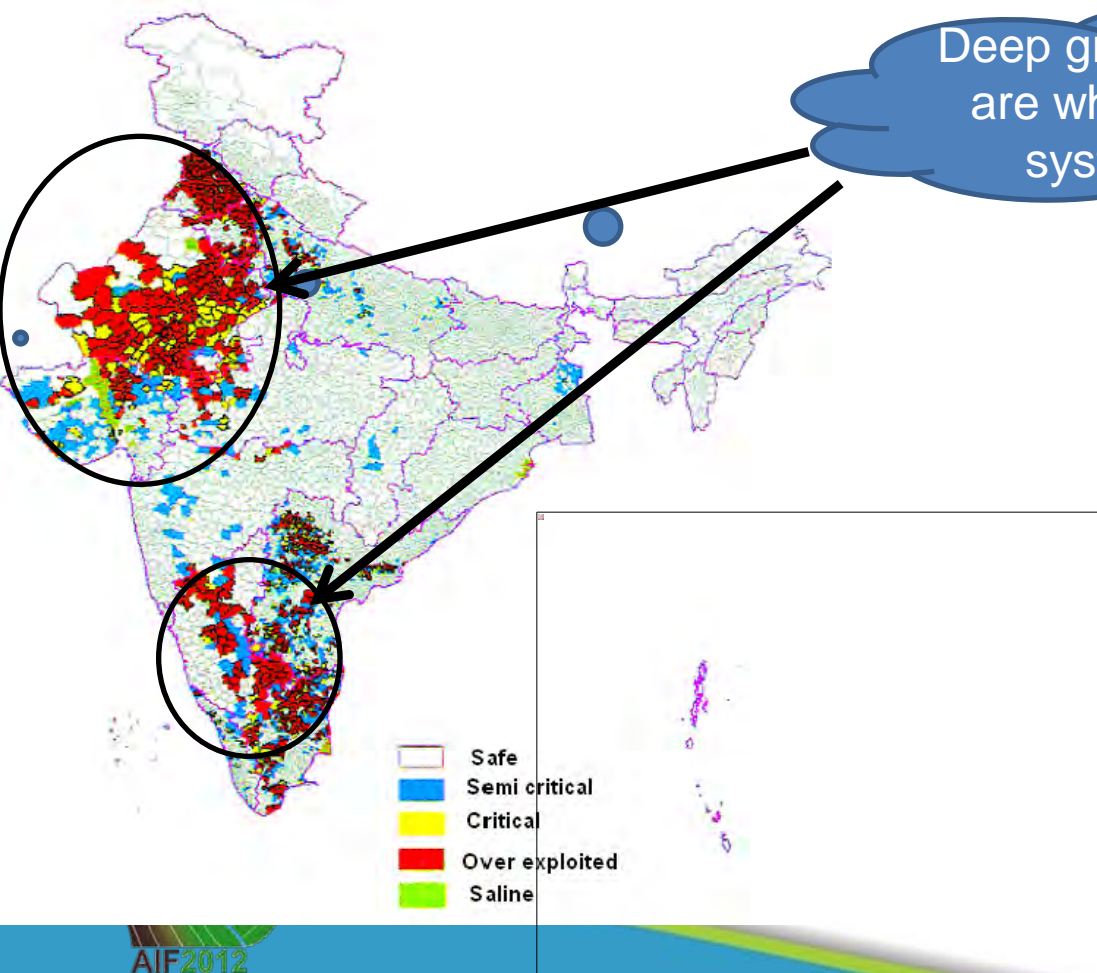 Deep gr
are wh
sys
Safe
Semi critical
Critical
Over exploited
Saline
AIF2012